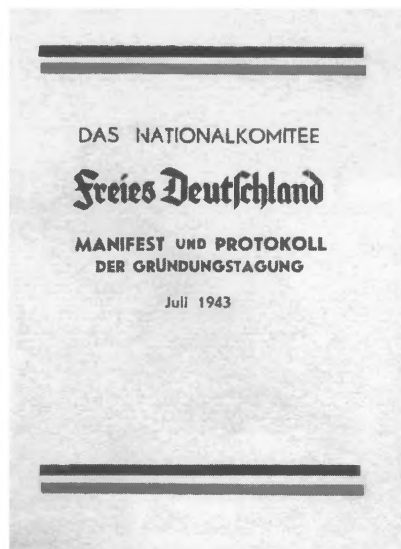 DAS NATIONALKOMITEE
Freies Deutſchland
MANIFEST UND PROTOKOLL
DER GRÜNDUNGSTAGUNG
Juli 1943